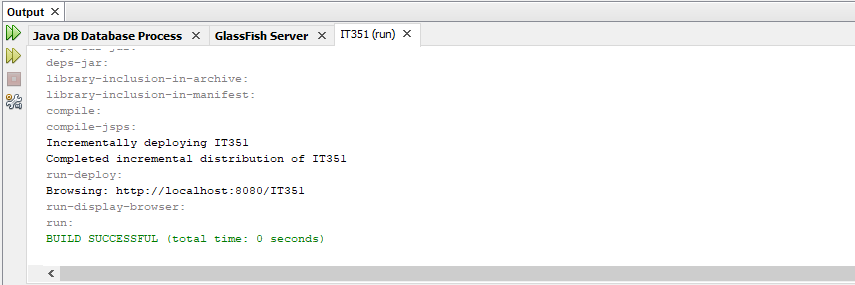 Output
Java DB Database Process
GlassFish Server
IT351 (run)
deps-jar:
library-inclusion-in-archive:
library-inclusion-in-manifest:
compile:
compile-jsps:
Incrementally deploying IT351
Completed incremental distribution of IT351
run-deploy:
Browsing: http://localhost:8080/IT351
run-display-browser:
run:
BUILD SUCCESSFUL (total time: 0 seconds)